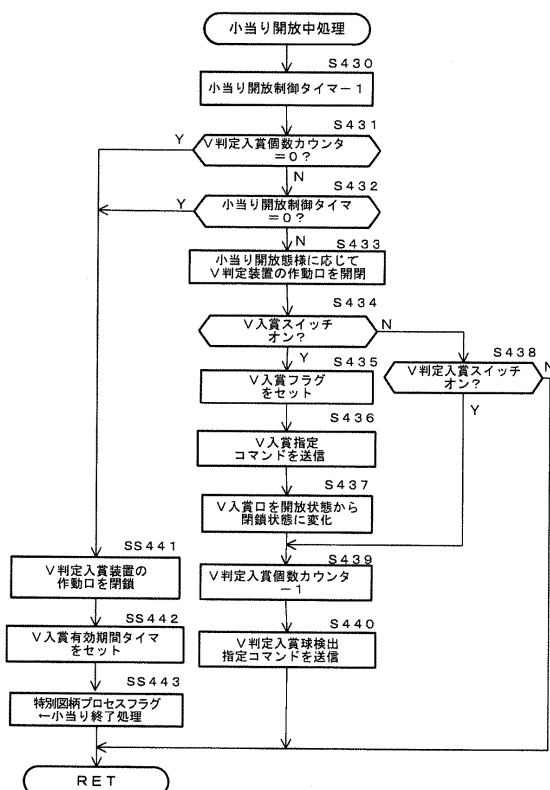 小当り開放中処理
S430
小当り開放制御タイマー1
S431
Y
V判定入賞個数カウンタ
=0?
N
S432
Y
小当り開放制御タイマ
=0?
N
S433
小当り開放態様に応じて
V判定装置の作動口を開閉
S434
V入賞スイッチ
オン?
N
Y
S435
S438
V判定入賞スイッチ
オン?
N
Y
V入賞フラグ
をセット
S436
V入賞指定
コマンドを送信
S437
V入賞口を開放状態から
閉鎖状態に変化
SS441
V判定入賞装置の
作動口を閉鎖
S439
V判定入賞個数カウンタ
-1
SS442
V入賞有効期間タイマ
をセット
S440
V判定入賞球検出
指定コマンドを送信
SS443
特別図柄プロセスフラグ
←小当り終了処理
RET